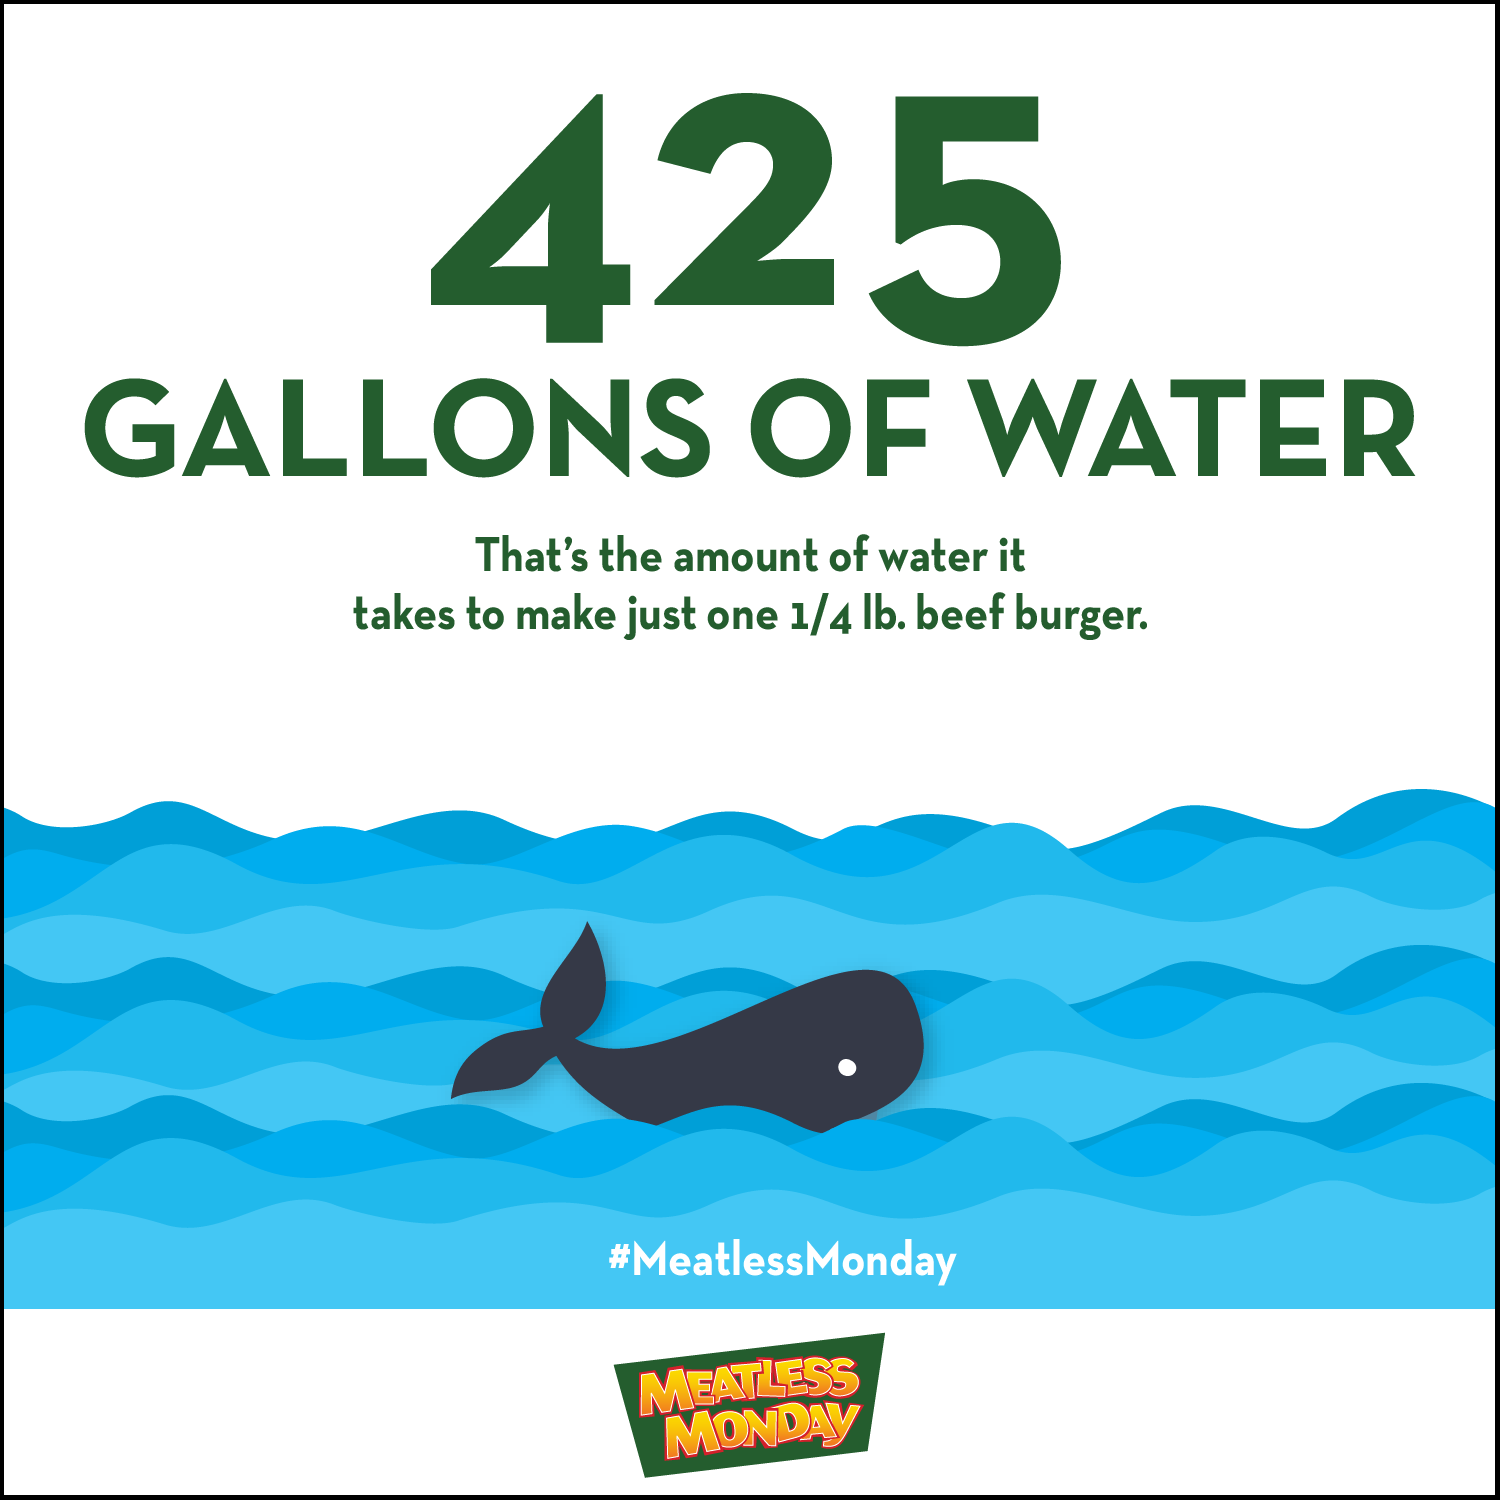 425
GALLONS OF WATER
That’s the amount of water it
takes to make just one 1/4 lb. beef burger.
#MeatlessMonday
MEATLESS
MONDAY